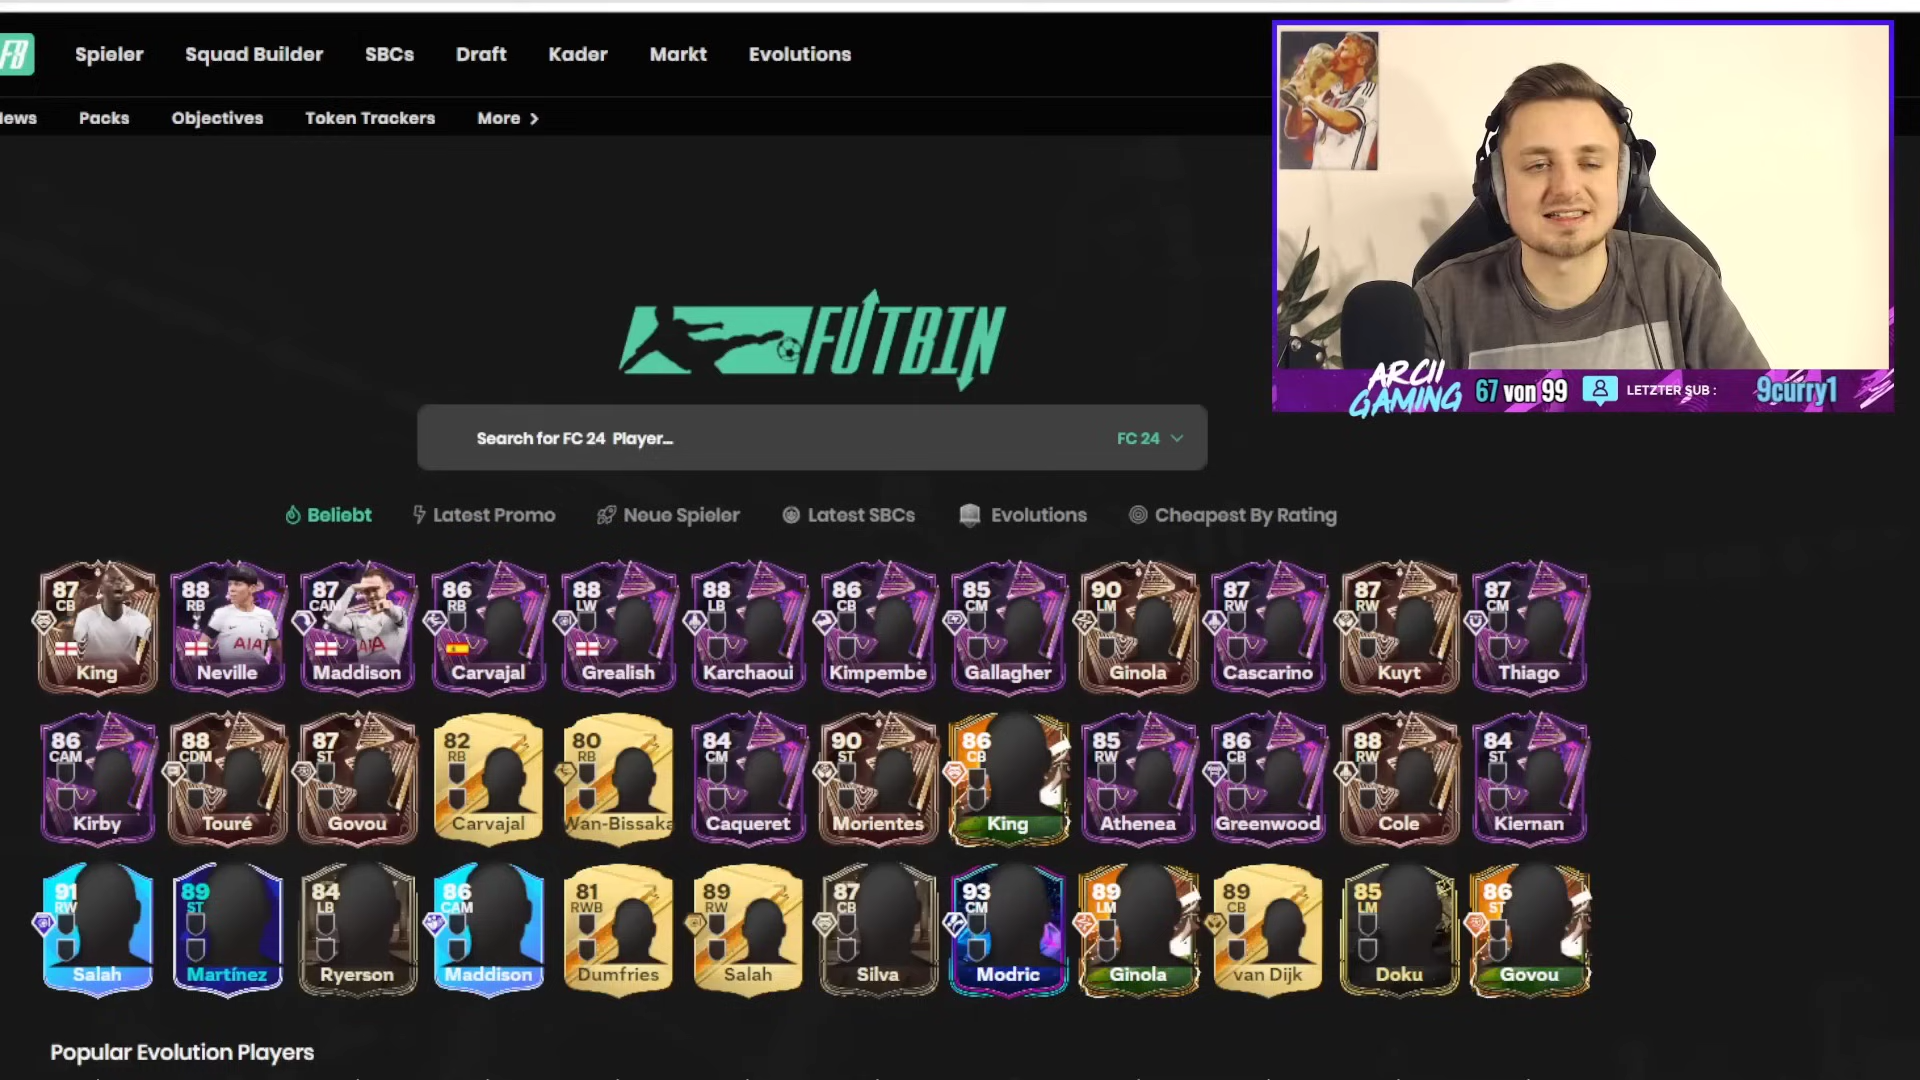 F8
Spieler Squad Builder SBCs Draft Kader Markt Evolutions
Packs Objectives Token Trackers More
FUTBIN
Search for FC 24 Player...
FC 24
ARCII GAMING 67 von 99 LETZTER SUB : 9curry1
Beliebt Latest Promo Neue Spieler Latest SBCs Evolutions Cheapest By Rating
87 CB King
88 RB AIA Neville
87 CAM AIA Maddison
86 RB Carvajal
88 LW Grealish
88 LB Karchaoui
86 CB Kimpembe
85 CM Gallagher
90 LM Ginola
87 RW Cascarino
87 RW Kuyt
87 CM Thiago
86 CAM Kirby
88 CDM Touré
87 ST Govou
82 RB Carvajal
80 RB Wan-Bissaka
84 CM Caqueret
90 ST Morientes
86 CB King
85 RW Athenea
86 CB Greenwood
88 RW Cole
84 ST Kiernan
91 RW Salah
89 ST Martínez
84 LB Ryerson
86 CAM Maddison
81 RWB Dumfries
89 RW Salah
87 CB Silva
93 CM Modric
89 LM Ginola
89 CB van Dijk
85 LM Doku
86 ST Govou
Popular Evolution Players